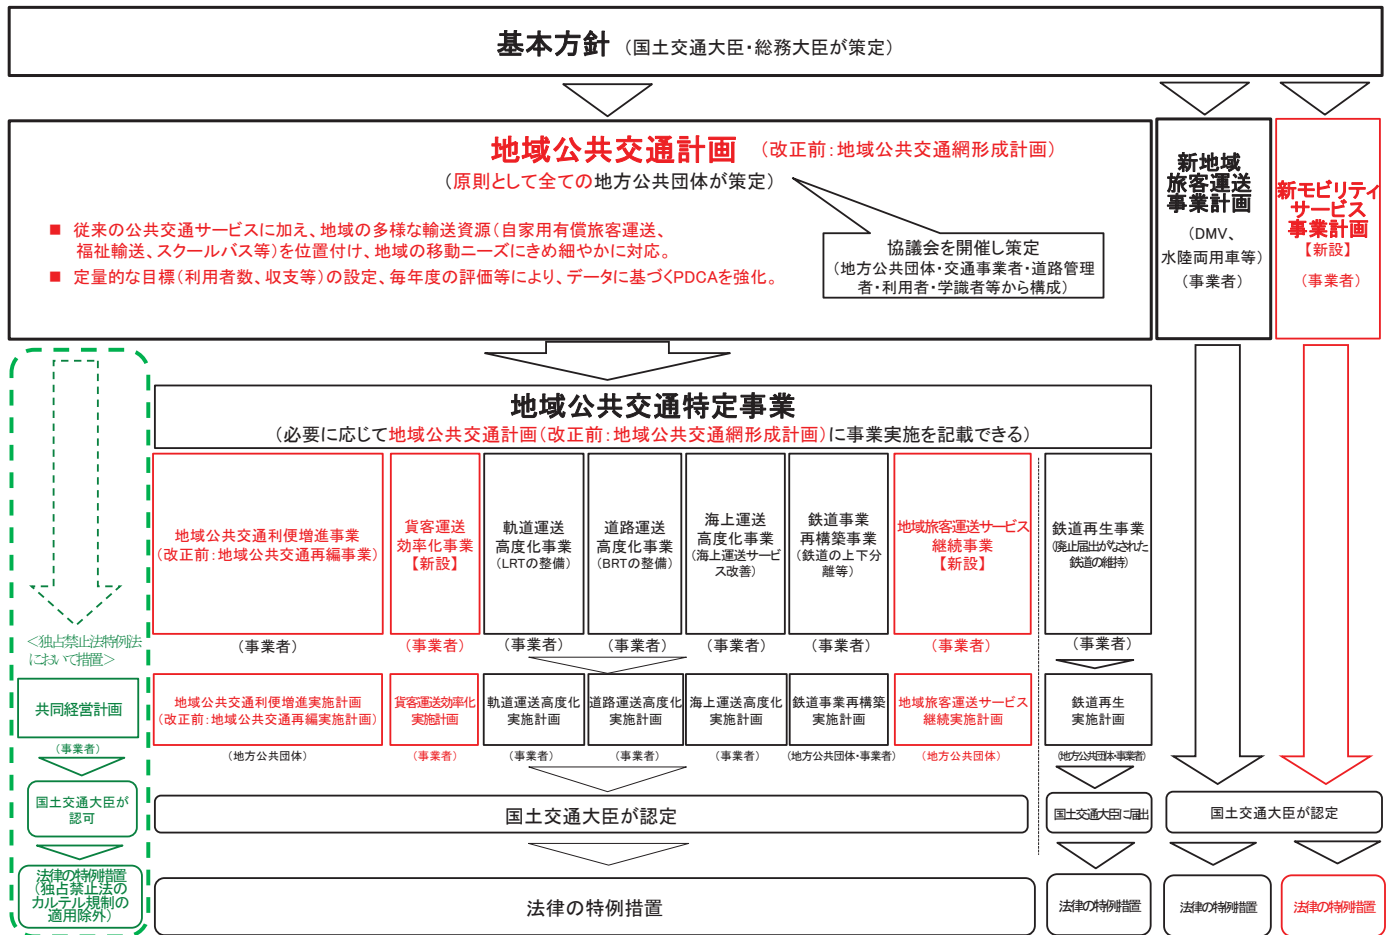 基本方針 (国土交通大臣・総務大臣が策定)
地域公共交通計画 (改正前:地域公共交通網形成計画)
(原則として全ての地方公共団体が策定)
■ 従来の公共交通サービスに加え、地域の多様な輸送資源(自家用有償旅客運送、
福祉輸送、スクールバス等)を位置付け、地域の移動ニーズにきめ細やかに対応。
■ 定量的な目標(利用者数、収支等)の設定、毎年度の評価等により、データに基づくPDCAを強化。
協議会を開催し策定
(地方公共団体・交通事業者・道路管理
者・利用者・学識者等から構成)
新地域
旅客運送
事業計画
(DMV、
水陸両用車等)
(事業者)
新モビリティ
サービス
事業計画
【新設】
(事業者)
地域公共交通特定事業
(必要に応じて地域公共交通計画(改正前:地域公共交通網形成計画)に事業実施を記載できる)
地域公共交通利便増進事業
(改正前:地域公共交通再編事業)
(事業者)
貨客運送
効率化事業
【新設】
(事業者)
軌道運送
高度化事業
(LRTの整備)
(事業者)
道路運送
高度化事業
(BRTの整備)
(事業者)
海上運送
高度化事業
(海上運送サービ
ス改善)
(事業者)
鉄道事業
再構築事業
(鉄道の上下分
離等)
(事業者)
地域旅客運送サービス
継続事業
【新設】
(事業者)
鉄道再生事業
(廃止届出がなされた
鉄道の維持)
(事業者)
<独占禁止法特例法
において措置>
共同経営計画
(事業者)
国土交通大臣が
認可
法律の特例措置
(独占禁止法の
カルテル規制の
適用除外)
地域公共交通利便増進実施計画
(改正前:地域公共交通再編実施計画)
(地方公共団体)
貨客運送効率化
実施計画
(事業者)
軌道運送高度化
実施計画
(事業者)
道路運送高度化
実施計画
(事業者)
海上運送高度化
実施計画
(事業者)
鉄道事業再構築
実施計画
(地方公共団体・事業者)
地域旅客運送サービス
継続実施計画
(地方公共団体)
鉄道再生
実施計画
(地方公共団体・事業者)
国土交通大臣が認定
国土交通大臣に届出
国土交通大臣が認定
法律の特例措置
法律の特例措置
法律の特例措置
法律の特例措置